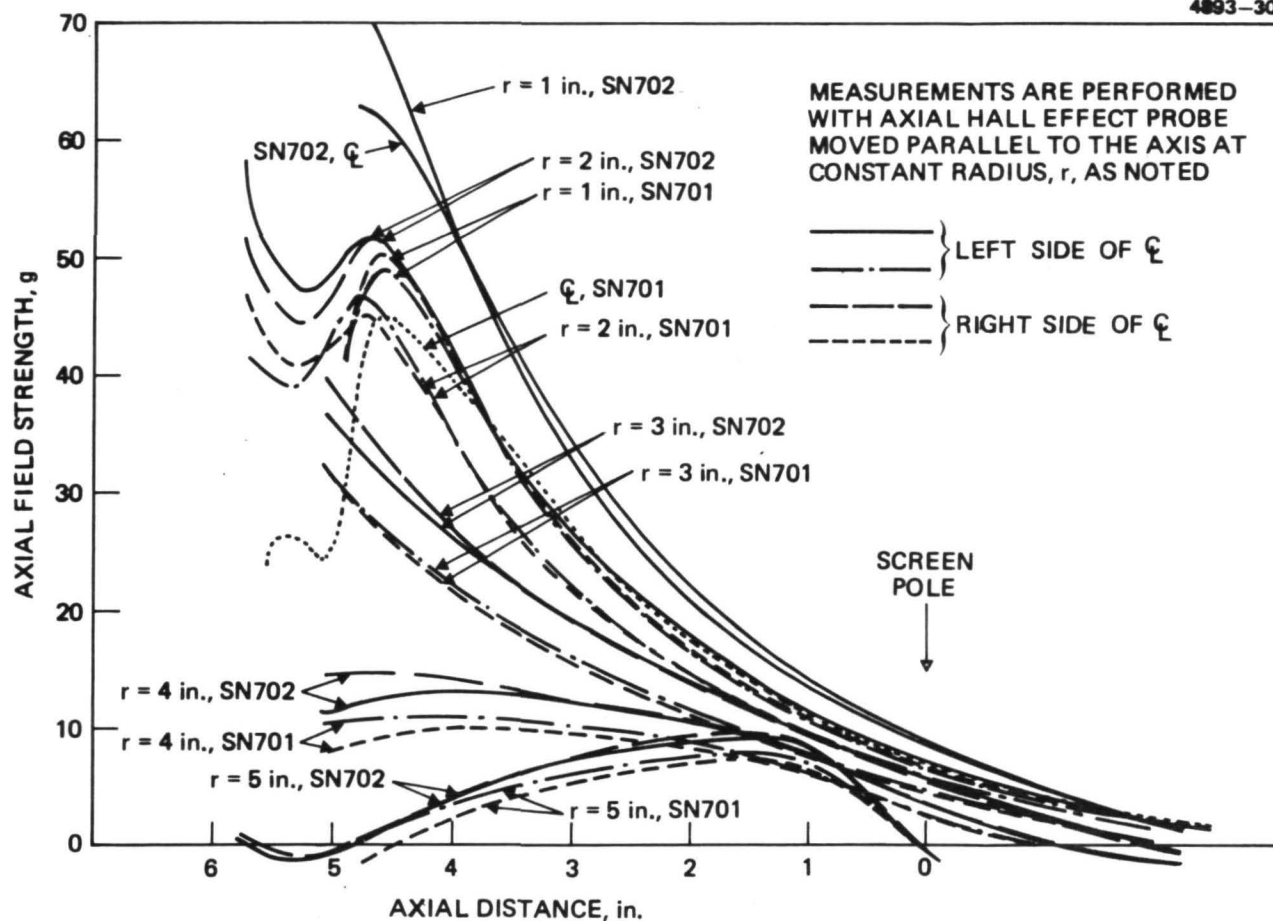 4893-30
70
60
50
40
30
20
10
0
AXIAL FIELD STRENGTH, g
r = 1 in., SN702
SN702, ℄
r = 2 in., SN702
r = 1 in., SN701
℄, SN701
r = 2 in., SN701
r = 3 in., SN702
r = 3 in., SN701
r = 4 in., SN702
r = 4 in., SN701
r = 5 in., SN702
r = 5 in., SN701
MEASUREMENTS ARE PERFORMED
WITH AXIAL HALL EFFECT PROBE
MOVED PARALLEL TO THE AXIS AT
CONSTANT RADIUS, r, AS NOTED
LEFT SIDE OF ℄
RIGHT SIDE OF ℄
SCREEN
POLE
6 5 4 3 2 1 0
AXIAL DISTANCE, in.